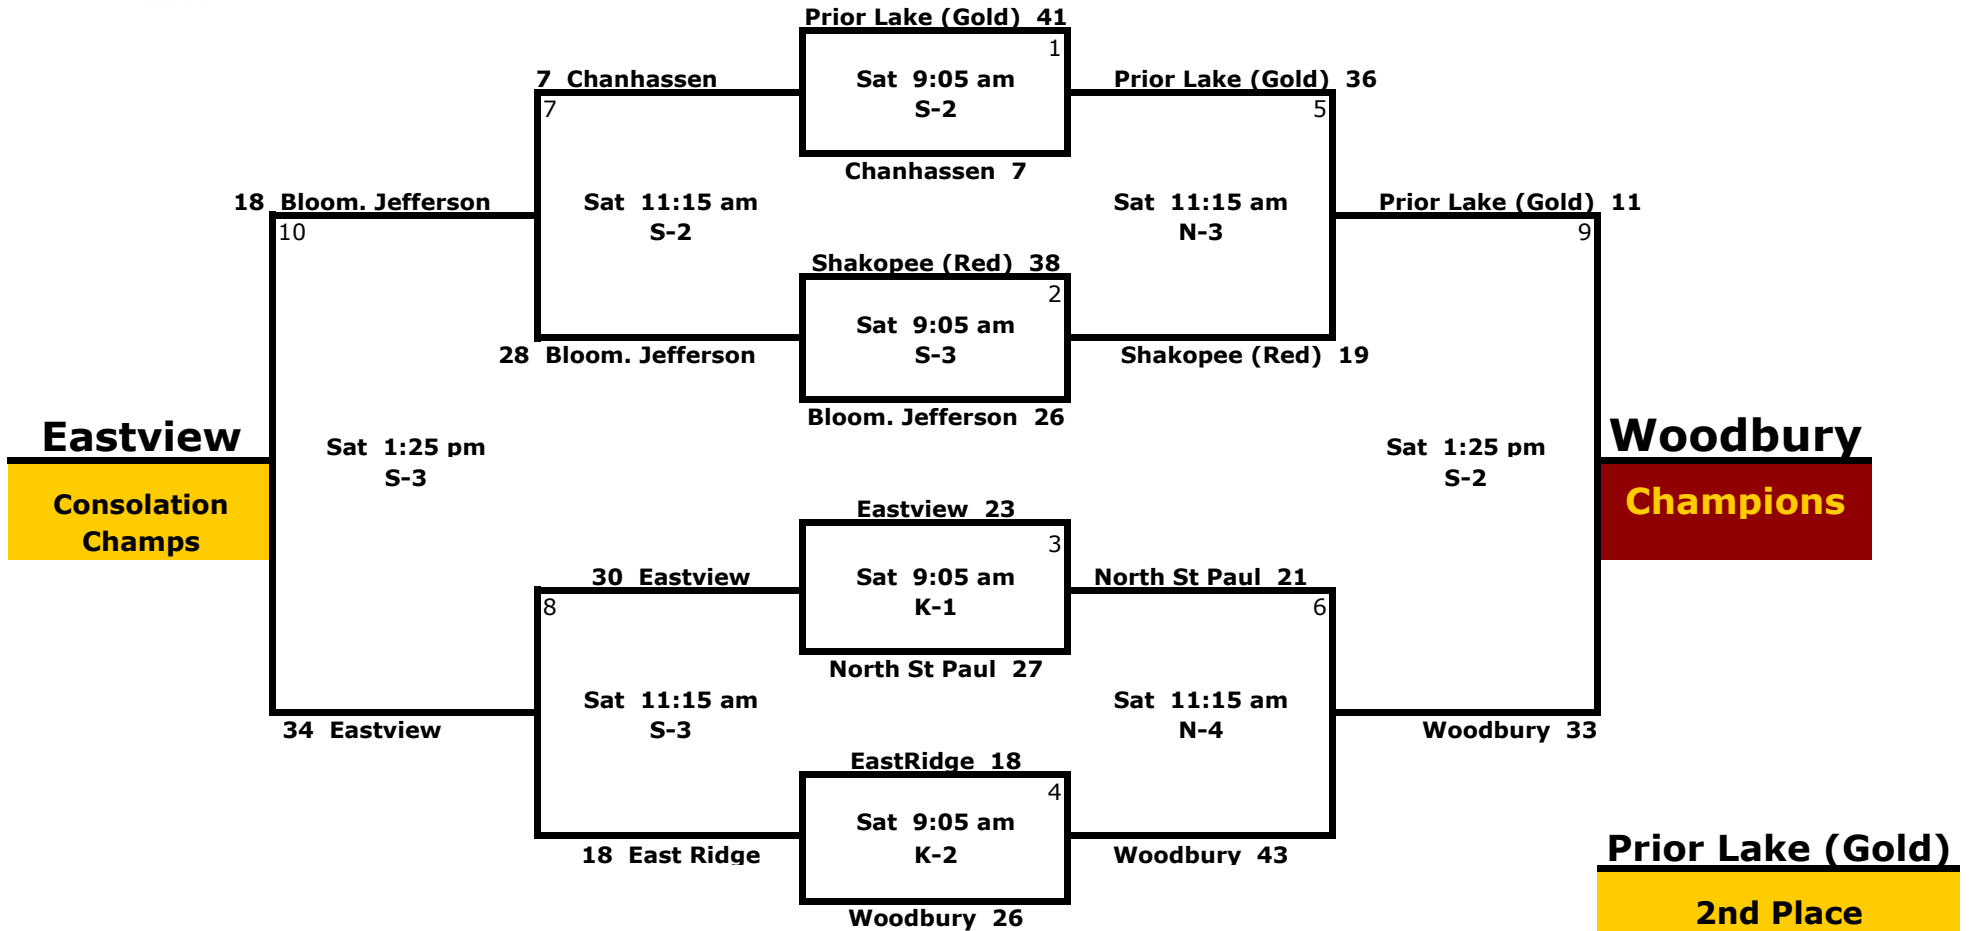 Prior Lake (Gold) 41
1
Sat 9:05 am
S-2
Chanhassen 7
7 Chanhassen
7
Sat 11:15 am
S-2
28 Bloom. Jefferson
Prior Lake (Gold) 36
5
Sat 11:15 am
N-3
Shakopee (Red) 19
Shakopee (Red) 38
2
Sat 9:05 am
S-3
Bloom. Jefferson 26
18 Bloom. Jefferson
10
Sat 1:25 pm
S-3
34 Eastview
Prior Lake (Gold) 11
9
Sat 1:25 pm
S-2
Woodbury 33
Eastview
Consolation
Champs
Woodbury
Champions
Eastview 23
3
Sat 9:05 am
K-1
North St Paul 27
30 Eastview
8
Sat 11:15 am
S-3
18 East Ridge
North St Paul 21
6
Sat 11:15 am
N-4
Woodbury 43
EastRidge 18
4
Sat 9:05 am
K-2
Woodbury 26
Prior Lake (Gold)
2nd Place